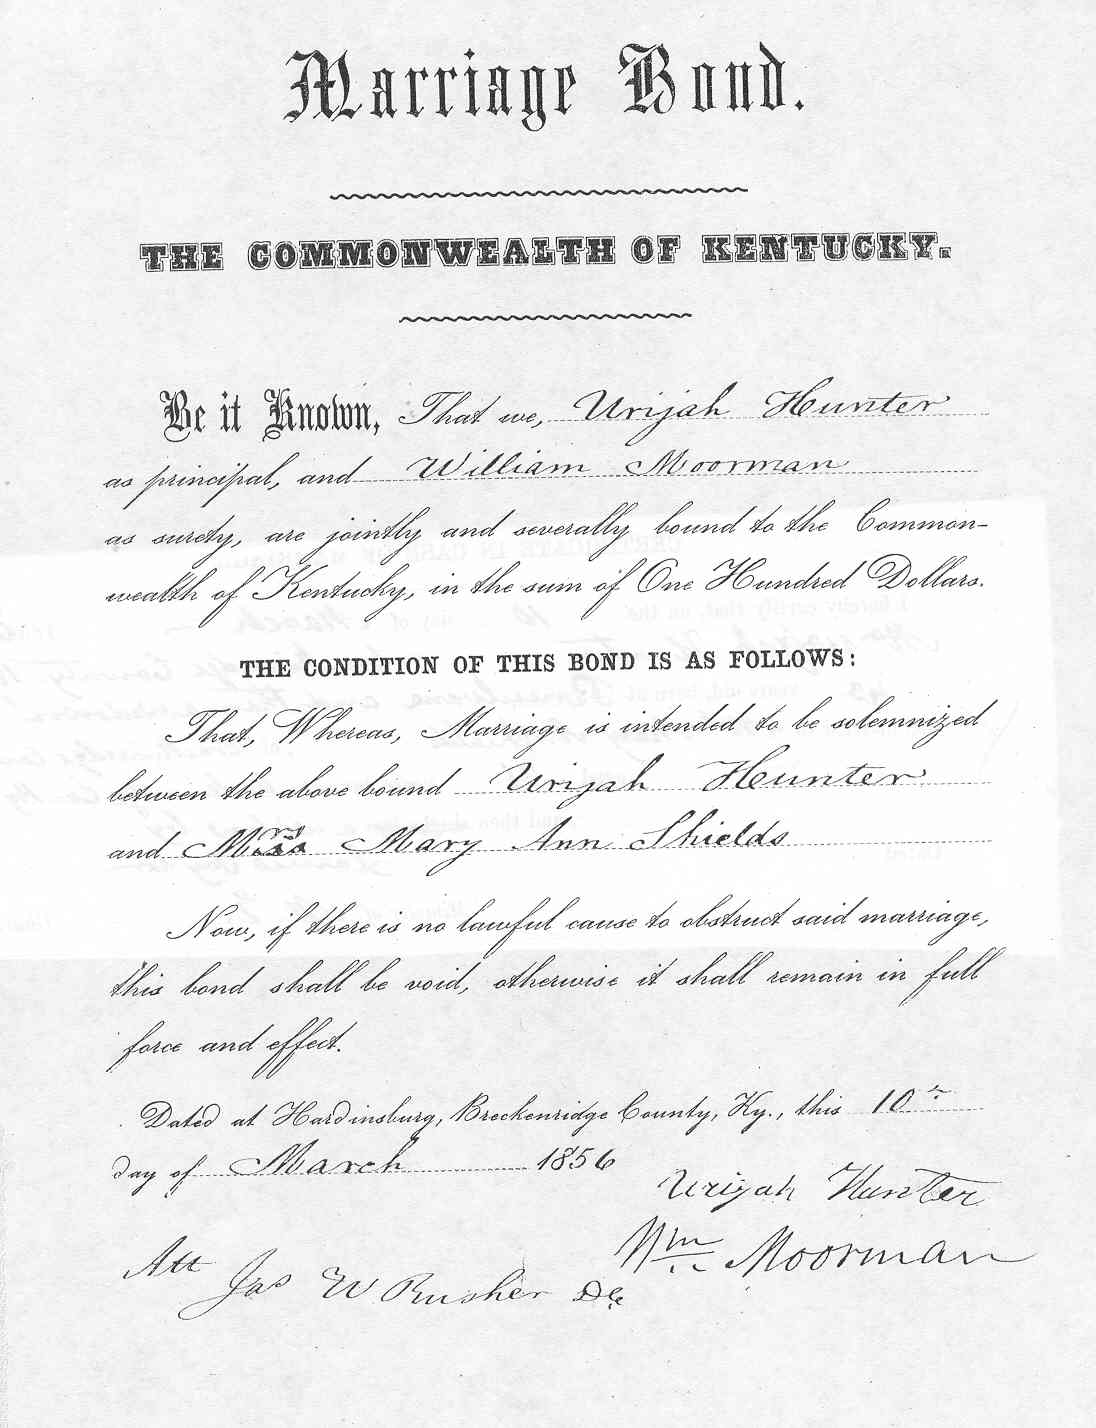 Marriage Bond.
THE COMMONWEALTH OF KENTUCKY.
Be it Known, That we, Urijah Hunter
as principal, and William Moorman
as surety, are jointly and severally bound to the Common-
wealth of Kentucky, in the sum of One Hundred Dollars.
THE CONDITION OF THIS BOND IS AS FOLLOWS:
That, Whereas, Marriage is intended to be solemnized
between the above bound Urijah Hunter
and Mrs Mary Ann Shields
Now, if there is no lawful cause to obstruct said marriage,
this bond shall be void, otherwise it shall remain in full
force and effect.
Dated at Hardinsburg, Breckenridge County, Ky., this 10th
day of March 1856
Urijah Hunter
Wm Moorman
Att Jas W Rusher